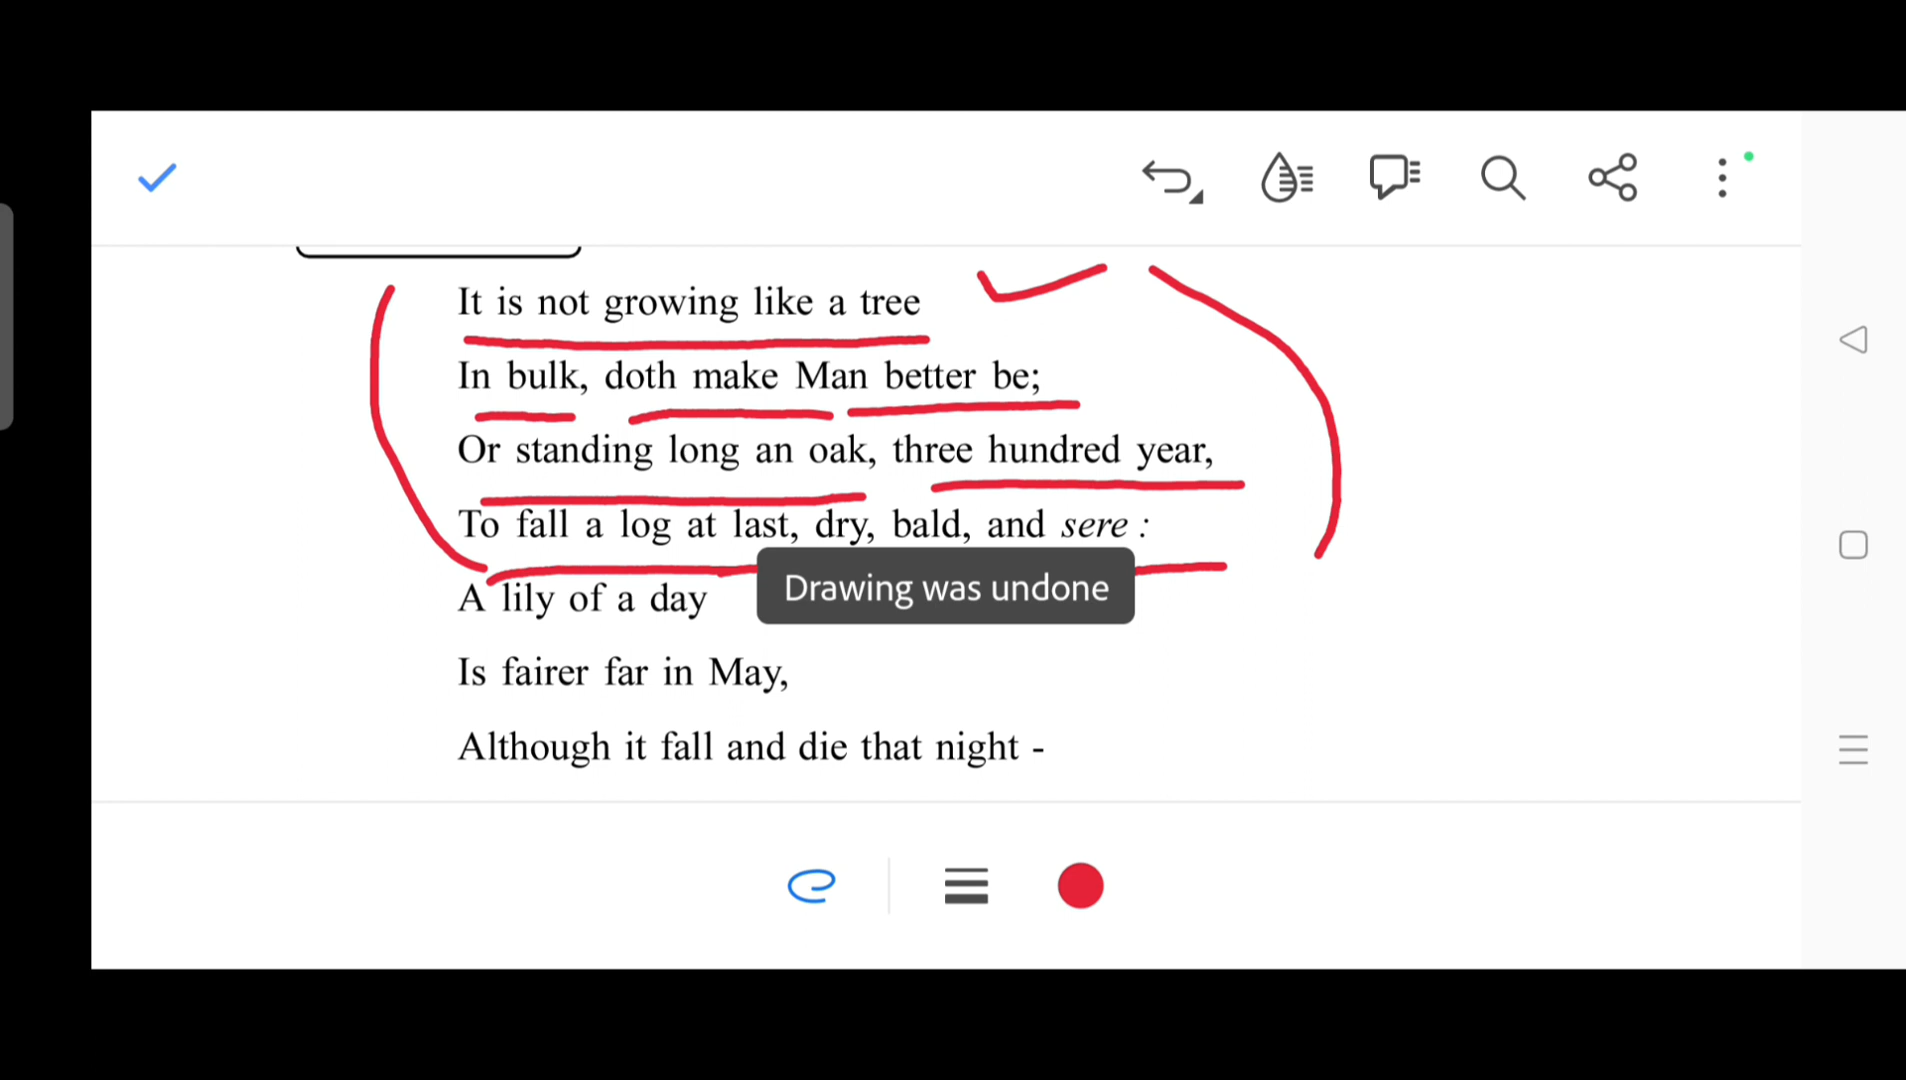 It is not growing like a tree
In bulk, doth make Man better be;
Or standing long an oak, three hundred year,
To fall a log at last, dry, bald, and sere :
A lily of a day
Drawing was undone
Is fairer far in May,
Although it fall and die that night -